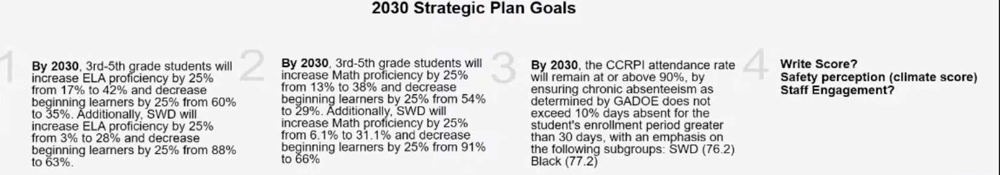 2030 Strategic Plan Goals
1
By 2030, 3rd-5th grade students will
increase ELA proficiency by 25%
from 17% to 42% and decrease
beginning learners by 25% from 60%
to 35%. Additionally, SWD will
increase ELA proficiency by 25%
from 3% to 28% and decrease
beginning learners by 25% from 88%
to 63%.
2
By 2030, 3rd-5th grade students will
increase Math proficiency by 25%
from 13% to 38% and decrease
beginning learners by 25% from 54%
to 29%. Additionally, SWD will
increase Math proficiency by 25%
from 6.1% to 31.1% and decrease
beginning learners by 25% from 91%
to 66%
3
By 2030, the CCRPI attendance rate
will remain at or above 90%, by
ensuring chronic absenteeism as
determined by GADOE does not
exceed 10% days absent for the
student's enrollment period greater
than 30 days, with an emphasis on
the following subgroups: SWD (76.2)
Black (77.2)
4
Write Score?
Safety perception (climate score)
Staff Engagement?